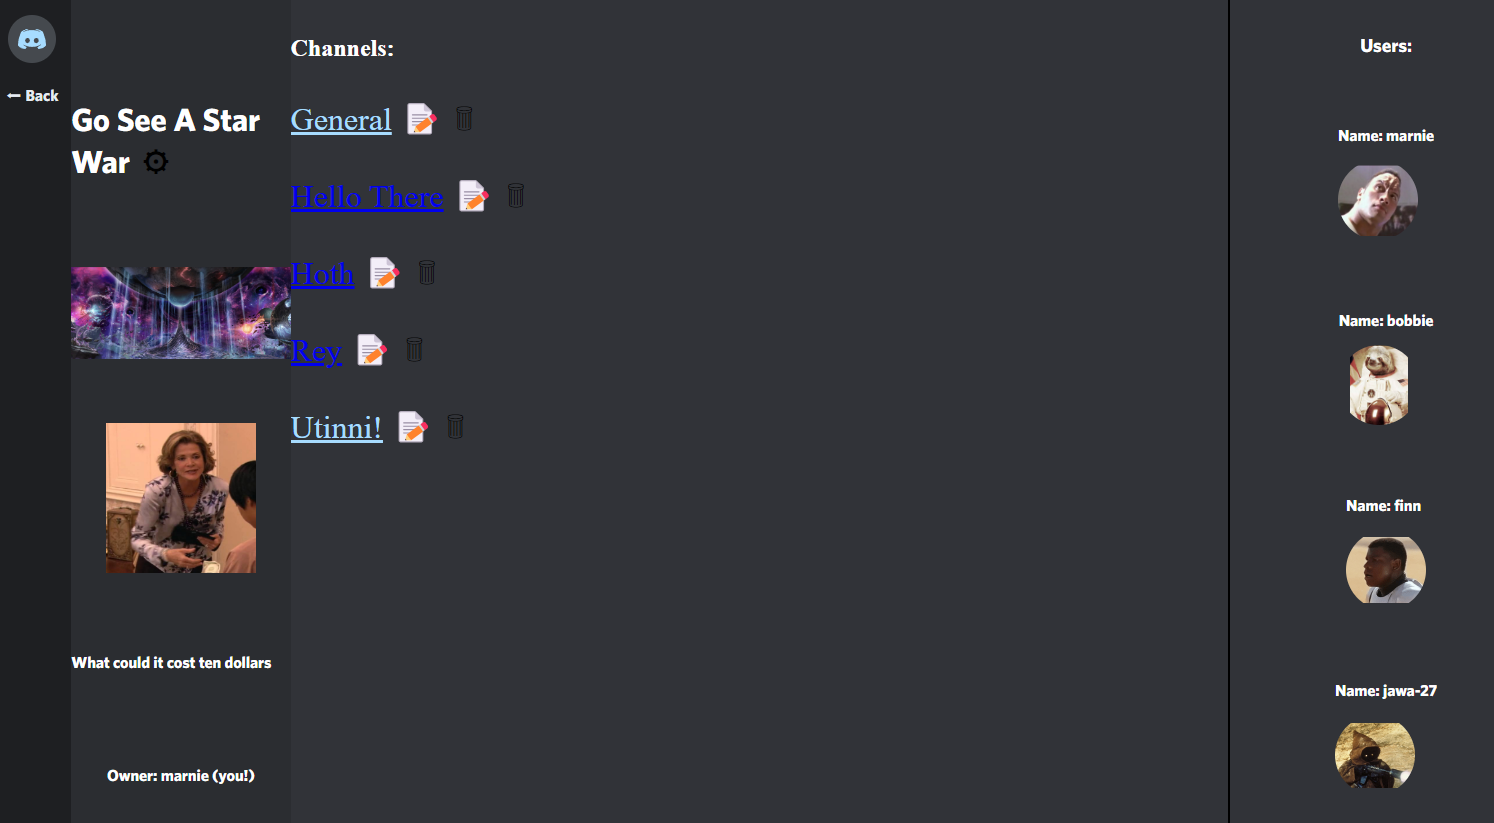 ← Back
Go See A Star
War
What could it cost ten dollars
Owner: marnie (you!)
Channels:
General
Hello There
Hoth
Rey
Utinni!
Users:
Name: marnie
Name: bobbie
Name: finn
Name: jawa-27